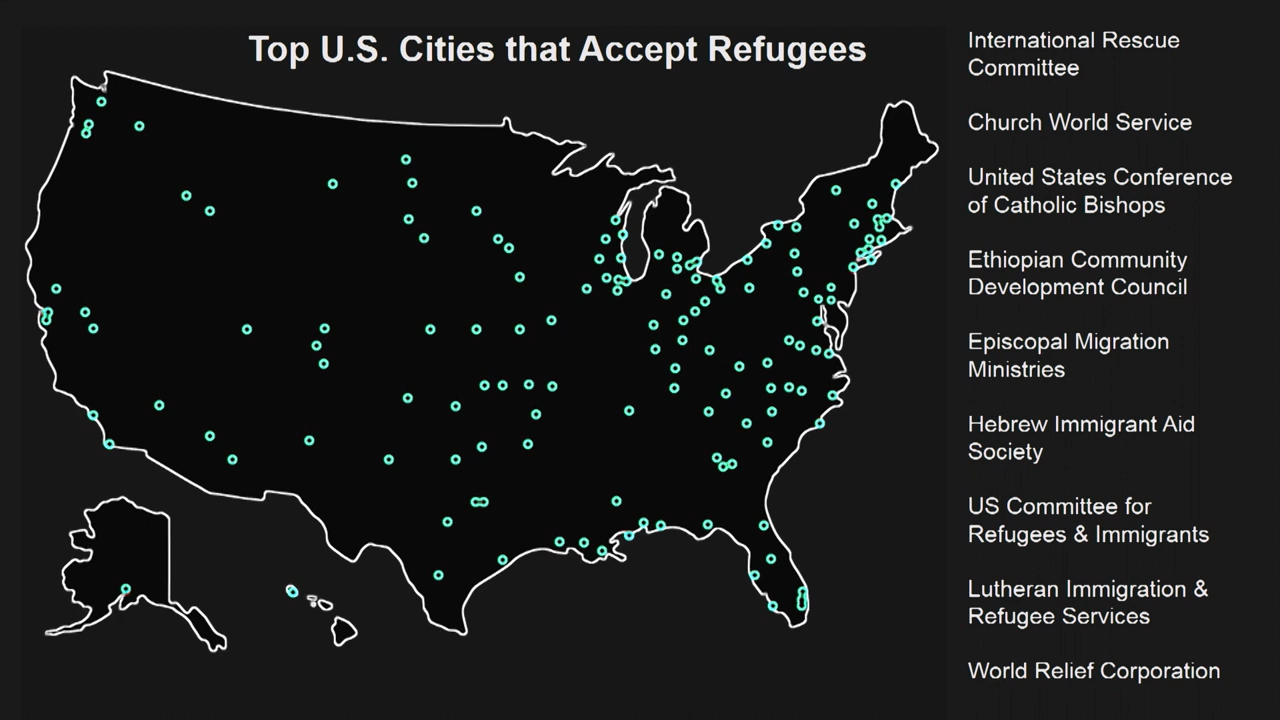 Top U.S. Cities that Accept Refugees
International Rescue
Committee
Church World Service
United States Conference
of Catholic Bishops
Ethiopian Community
Development Council
Episcopal Migration
Ministries
Hebrew Immigrant Aid
Society
US Committee for
Refugees & Immigrants
Lutheran Immigration &
Refugee Services
World Relief Corporation